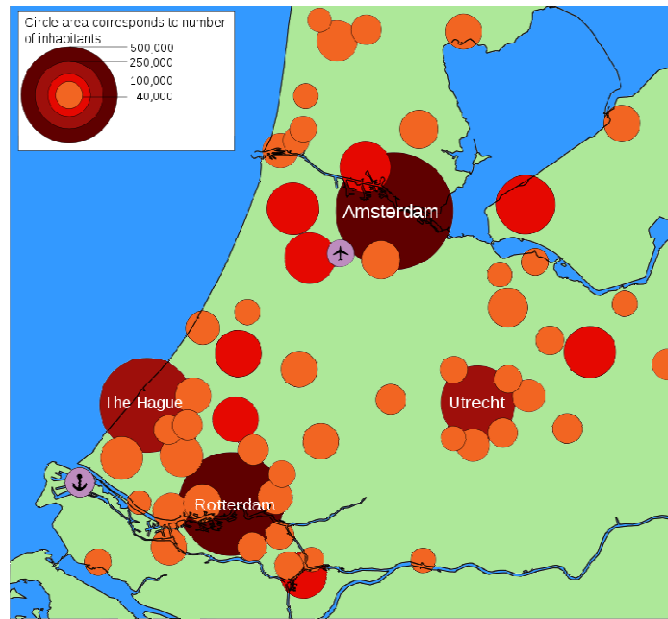 Circle area corresponds to number
of inhabitants
500,000
250,000
100,000
40,000
Amsterdam
The Hague
Utrecht
Rotterdam